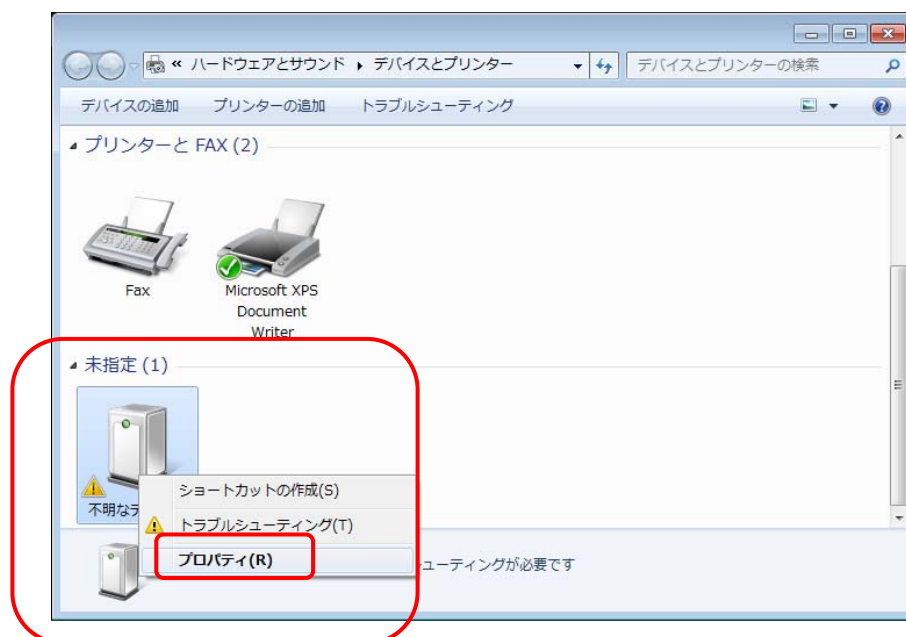 « ハードウェアとサウンド ▸ デバイスとプリンター
デバイスとプリンターの検索
デバイスの追加 プリンターの追加 トラブルシューティング
プリンターと FAX (2)
Fax
Microsoft XPS
Document
Writer
未指定 (1)
不明な
ショートカットの作成(S)
トラブルシューティング(T)
プロパティ(R)
ューティングが必要です